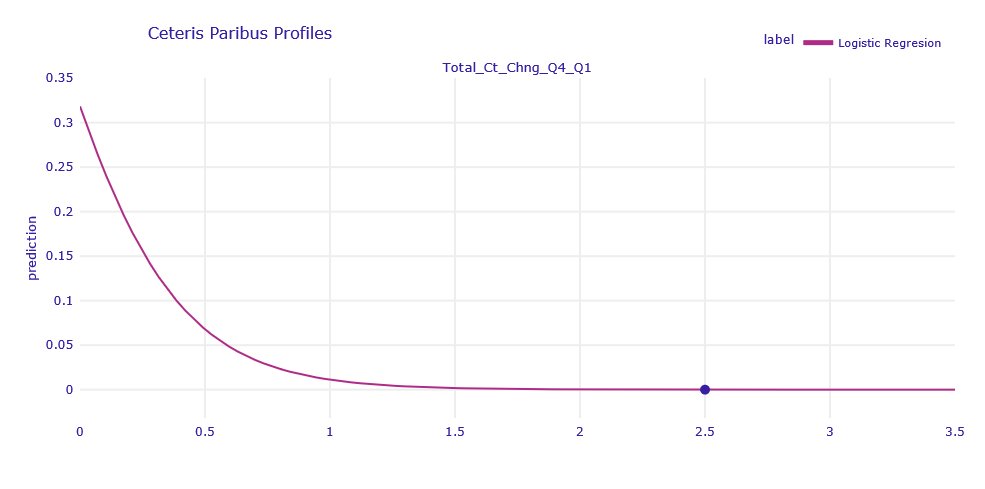 Ceteris Paribus Profiles
label Logistic Regresion
Total_Ct_Chng_Q4_Q1
0.35
0.3
0.25
0.2
0.15
0.1
0.05
0
prediction
0 0.5 1 1.5 2 2.5 3 3.5